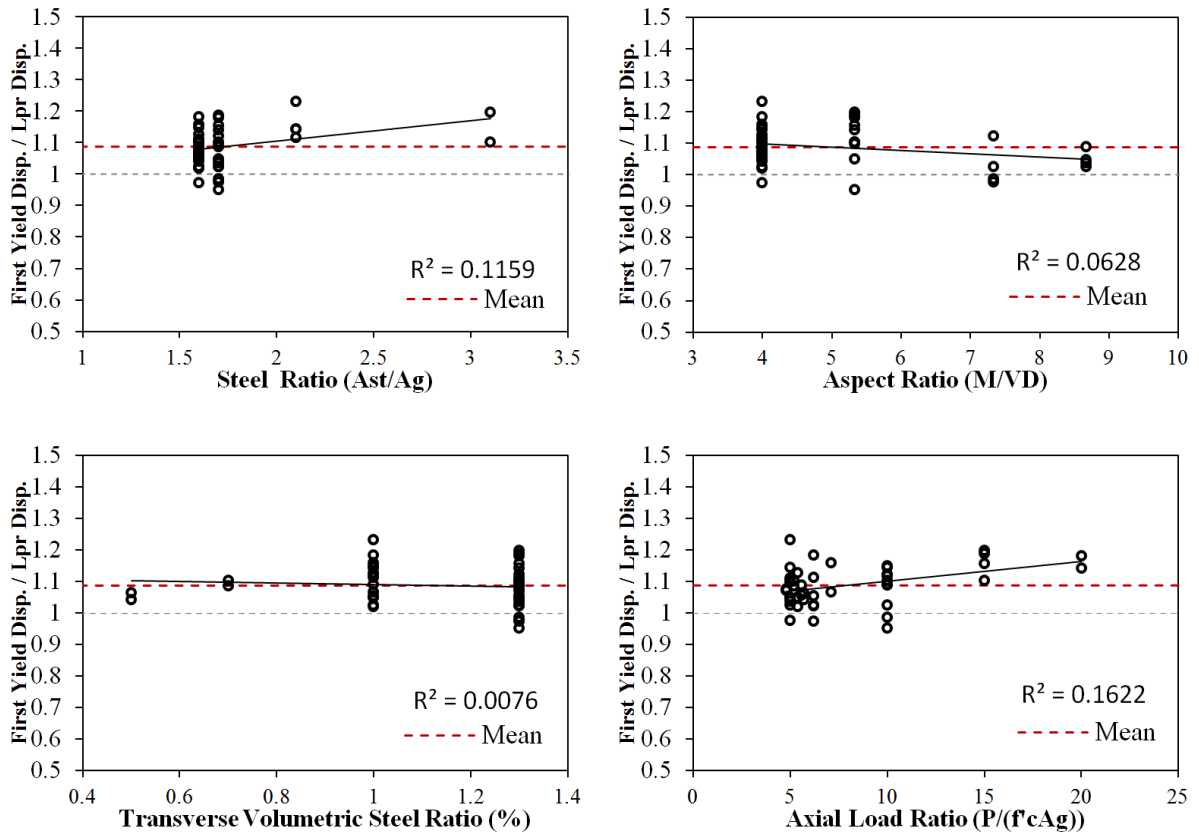 First Yield Disp. / Lpr Disp.
1.5
1.4
1.3
1.2
1.1
1
0.9
0.8
0.7
0.6
0.5
R² = 0.1159
Mean
1 1.5 2 2.5 3 3.5
Steel Ratio (Ast/Ag)
First Yield Disp. / Lpr Disp.
1.5
1.4
1.3
1.2
1.1
1
0.9
0.8
0.7
0.6
0.5
R² = 0.0628
Mean
3 4 5 6 7 8 9 10
Aspect Ratio (M/VD)
First Yield Disp. / Lpr Disp.
1.5
1.4
1.3
1.2
1.1
1
0.9
0.8
0.7
0.6
0.5
R² = 0.0076
Mean
0.4 0.6 0.8 1 1.2 1.4
Transverse Volumetric Steel Ratio (%)
First Yield Disp. / Lpr Disp.
1.5
1.4
1.3
1.2
1.1
1
0.9
0.8
0.7
0.6
0.5
R² = 0.1622
Mean
0 5 10 15 20 25
Axial Load Ratio (P/(f'cAg)